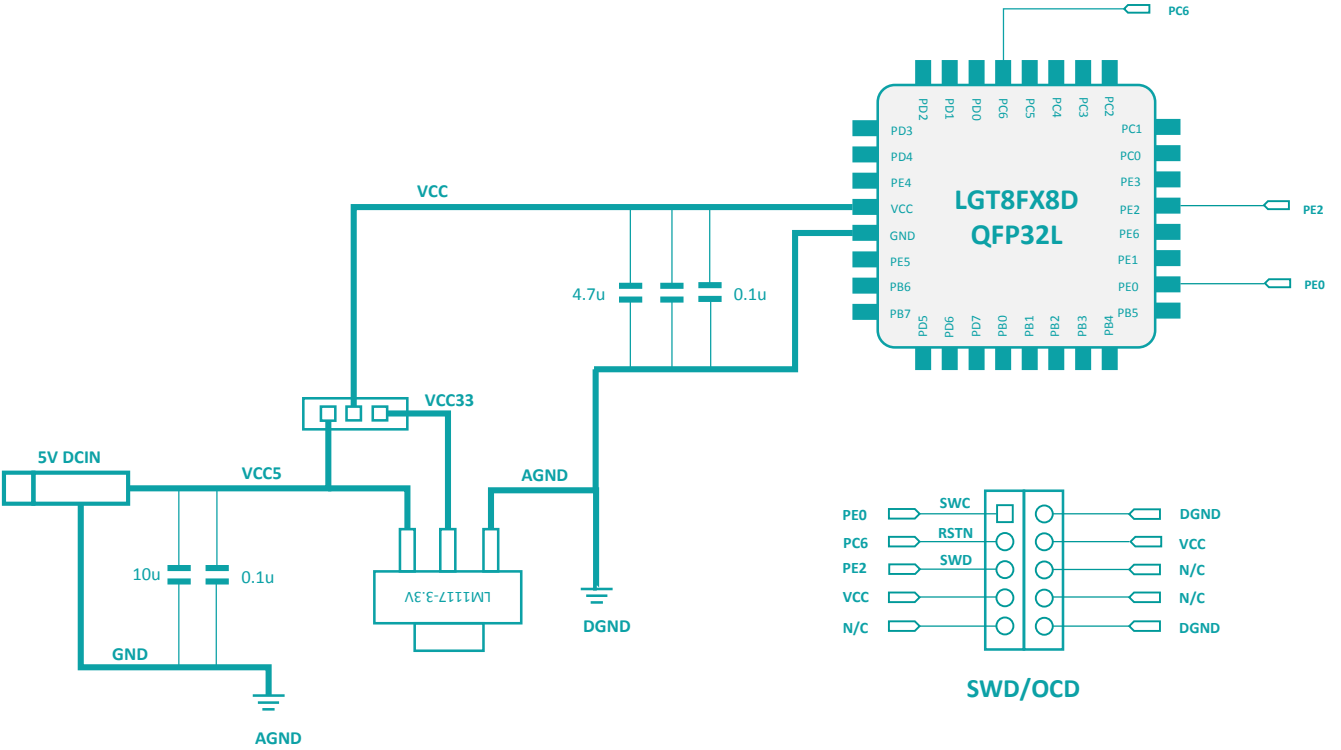 PC6
PD2
PD1
PD0
PC6
PC5
PC4
PC3
PC2
PD3
PD4
PE4
VCC
GND
PE5
PB6
PB7
PC1
PC0
PE3
PE2
PE6
PE1
PE0
PB5
LGT8FX8D
QFP32L
PD5
PD6
PD7
PB0
PB1
PB2
PB3
PB4
PE2
PE0
VCC
4.7u
0.1u
VCC33
5V DCIN
VCC5
AGND
10u
0.1u
LM1117-3.3V
DGND
GND
AGND
PE0
SWC
DGND
PC6
RSTN
VCC
PE2
SWD
N/C
VCC
N/C
N/C
DGND
SWD/OCD